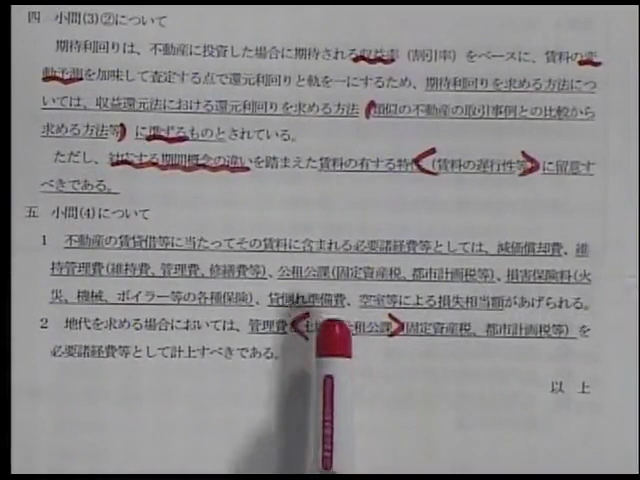 四 小問(3)②について
期待利回りは、不動産に投資した場合に期待される収益率（割引率）をベースに、賃料の変
動予測を加味して査定する点で還元利回りと軌を一にするため、期待利回りを求める方法につ
いては、収益還元法における還元利回りを求める方法（類似の不動産の取引事例との比較から
求める方法等）に準ずるものとされている。
ただし、対応する期間概念の違いを踏まえた賃料の有する特性（賃料の遅行性等）に留意す
べきである。
五 小問(4)について
1 不動産の賃貸借等に当たってその賃料に含まれる必要諸経費等としては、減価償却費、維
持管理費（維持費、管理費、修繕費等）、公租公課（固定資産税、都市計画税等）、損害保険料（火
災、機械、ボイラー等の各種保険）、貸倒れ準備費、空室等による損失相当額があげられる。
2 地代を求める場合においては、管理費 租公課（固定資産税、都市計画税等）を
必要諸経費等として計上すべきである。
以 上